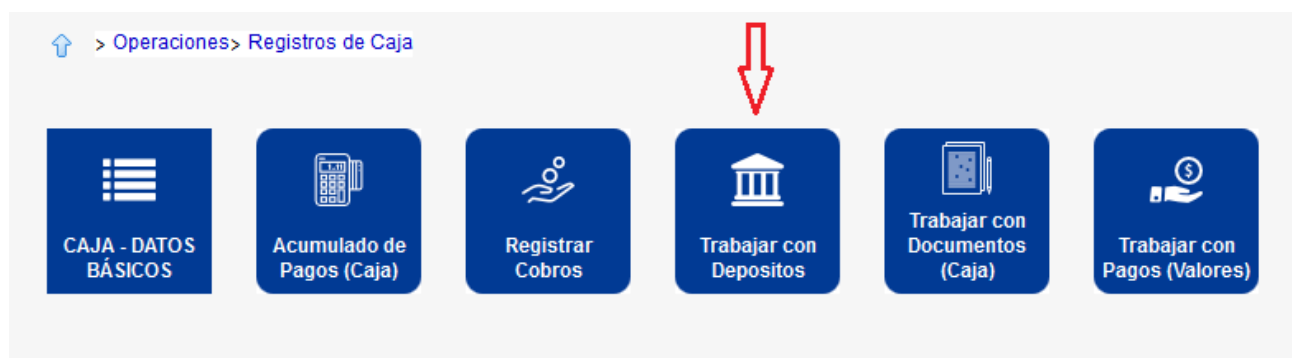 > Operaciones> Registros de Caja
CAJA - DATOS
BÁSICOS
Acumulado de
Pagos (Caja)
Registrar
Cobros
Trabajar con
Depositos
Trabajar con
Documentos
(Caja)
Trabajar con
Pagos (Valores)